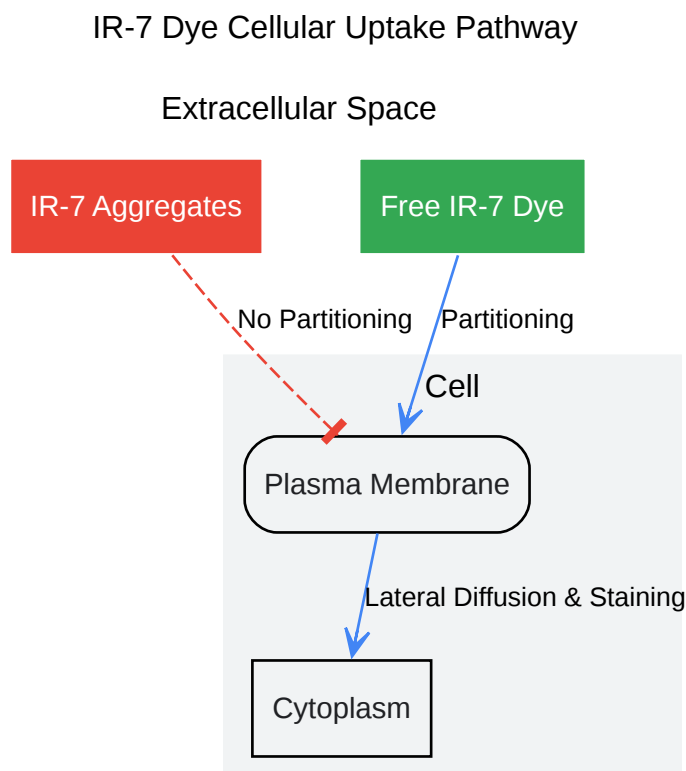 IR-7 Dye Cellular Uptake Pathway
Extracellular Space
IR-7 Aggregates
Free IR-7 Dye
No Partitioning
Partitioning
Cell
Plasma Membrane
Lateral Diffusion & Staining
Cytoplasm